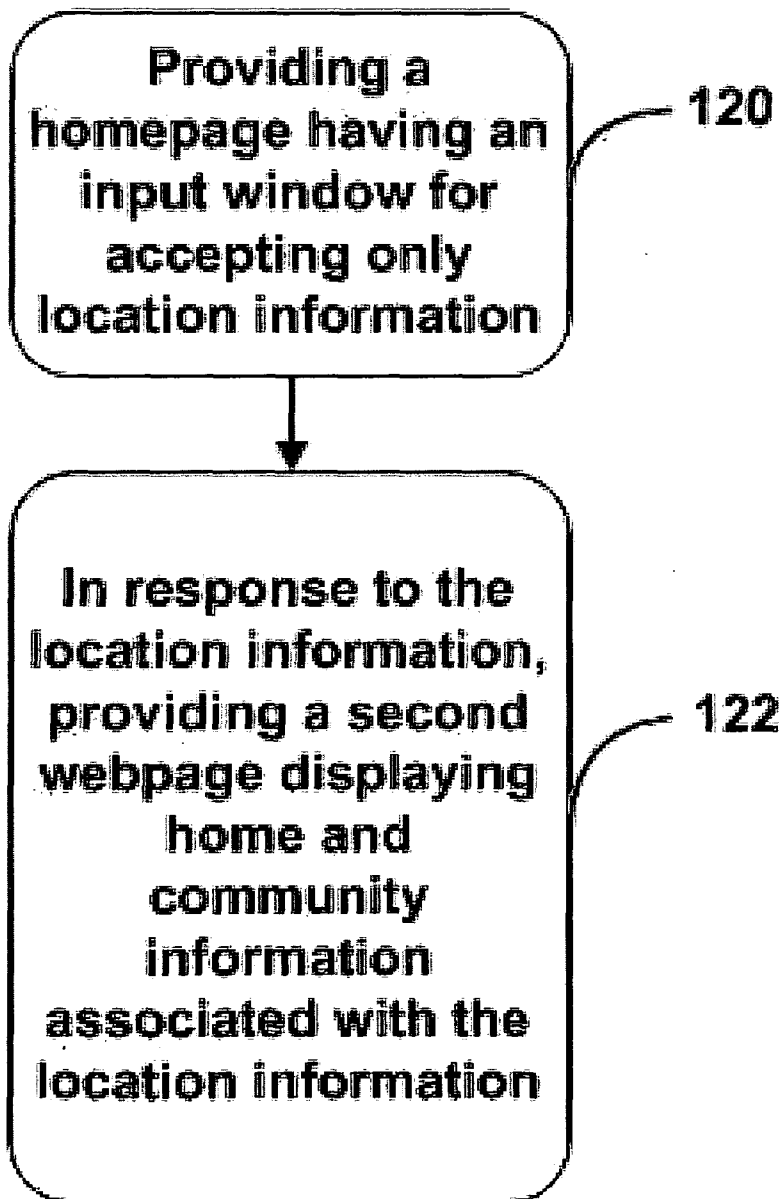 Providing a
homepage having an
input window for
accepting only
location information
120
In response to the
location information,
providing a second
webpage displaying
home and
community
information
associated with the
location information
122